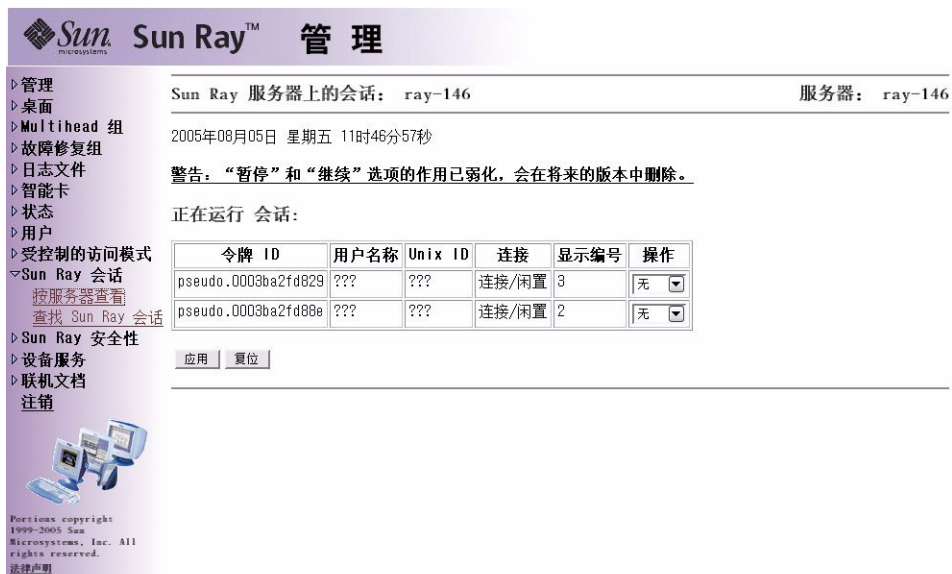 Sun microsystems Sun Ray™ 管 理
▷管理
▷桌面
▷Multihead 组
▷故障修复组
▷日志文件
▷智能卡
▷状态
▷用户
▷受控制的访问模式
▽Sun Ray 会话
按服务器查看
查找 Sun Ray 会话
▷Sun Ray 安全性
▷设备服务
▷联机文档
注销
Portions copyright
1999-2005 Sun
Microsystems, Inc. All
rights reserved.
法律声明
Sun Ray 服务器上的会话: ray-146 服务器: ray-146
2005年08月05日 星期五 11时46分57秒
警告: “暂停”和“继续”选项的作用已弱化, 会在将来的版本中删除。
正在运行 会话:
令牌 ID 用户名称 Unix ID 连接 显示编号 操作
pseudo.0003ba2fd829 ??? ??? 连接/闲置 3 无
pseudo.0003ba2fd88e ??? ??? 连接/闲置 2 无
应用 复位